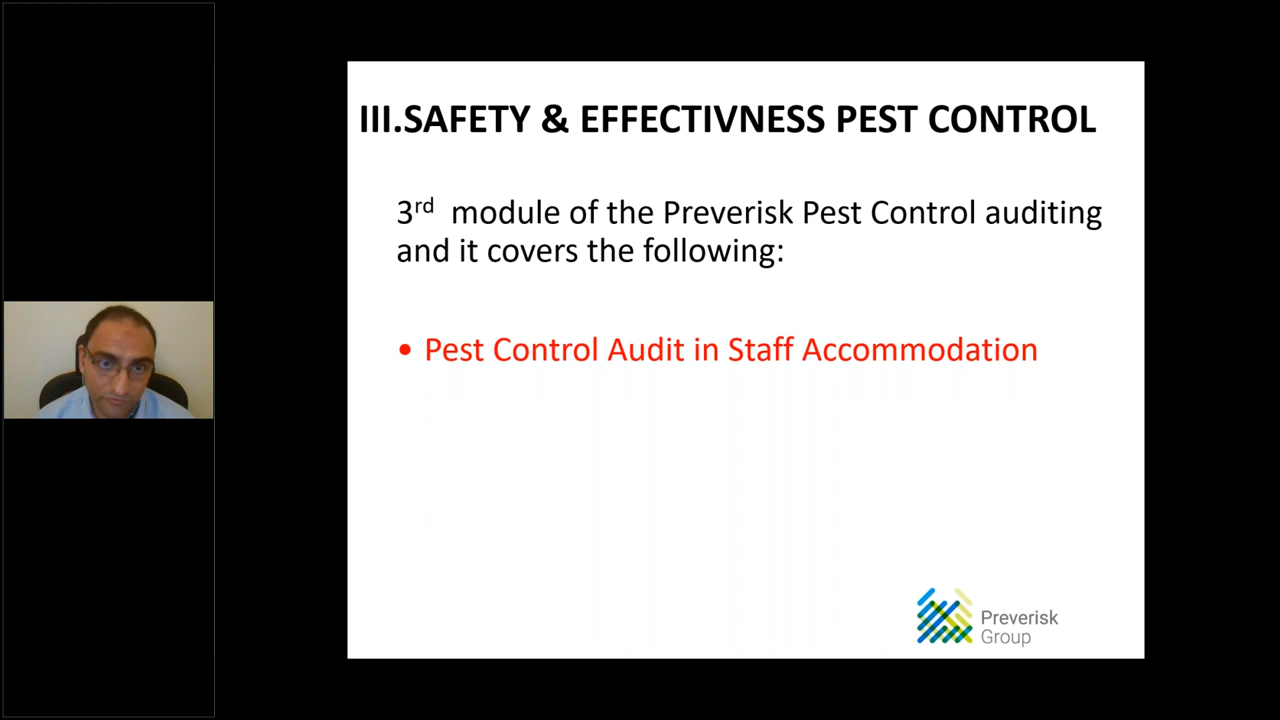 III.SAFETY & EFFECTIVNESS PEST CONTROL
3rd module of the Preverisk Pest Control auditing
and it covers the following:
• Pest Control Audit in Staff Accommodation
Preverisk
Group